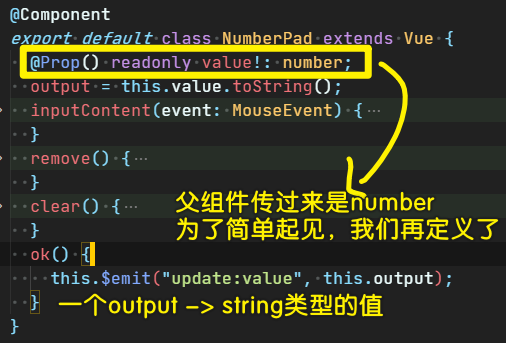 @Component
export default class NumberPad extends Vue {
@Prop() readonly value!: number;
output = this.value.toString();
inputContent(event: MouseEvent) {…
}
remove() {…
}
clear() {…
}
父组件传过来是number
为了简单起见，我们再定义了
ok() {
this.$emit("update:value", this.output);
}
一个output -> string类型的值
}